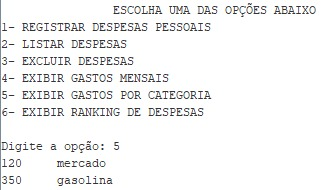 ESCOLHA UMA DAS OPÇÕES ABAIXO
1- REGISTRAR DESPESAS PESSOAIS
2- LISTAR DESPESAS
3- EXCLUIR DESPESAS
4- EXIBIR GASTOS MENSAIS
5- EXIBIR GASTOS POR CATEGORIA
6- EXIBIR RANKING DE DESPESAS
Digite a opção: 5
120 mercado
350 gasolina